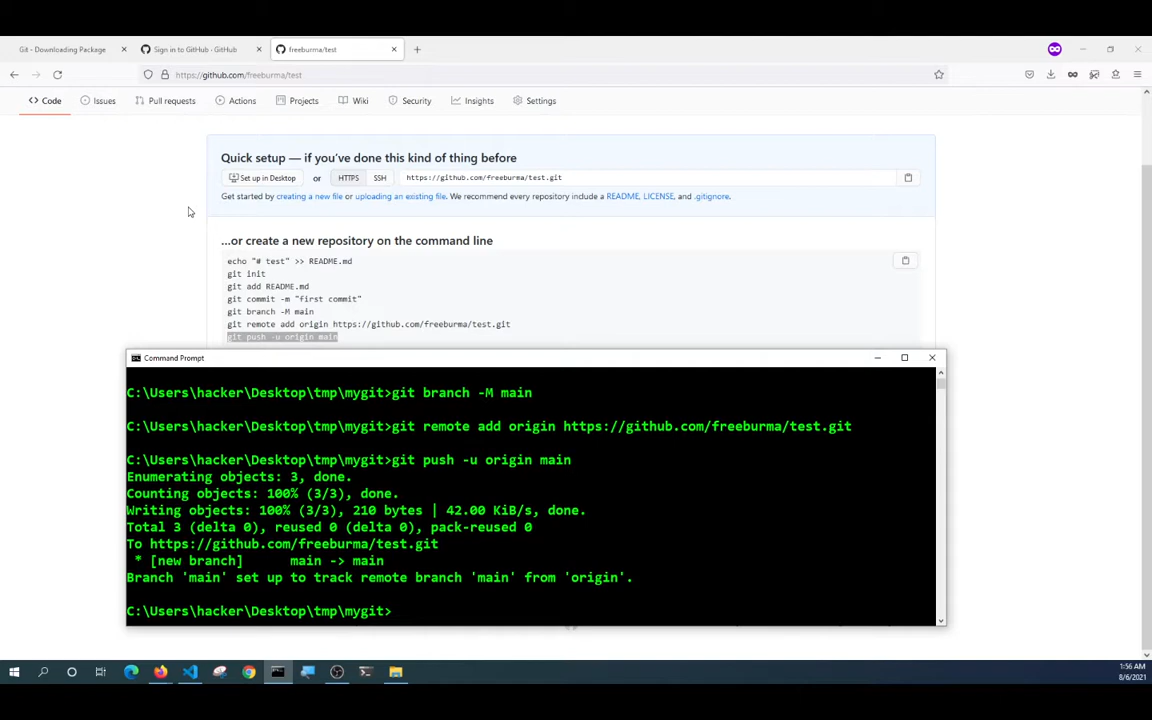 Git - Downloading Package
Sign in to GitHub · GitHub
freeburma/test
https://github.com/freeburma/test
Code
Issues
Pull requests
Actions
Projects
Wiki
Security
Insights
Settings
Quick setup — if you've done this kind of thing before
Set up in Desktop or HTTPS SSH https://github.com/freeburma/test.git
Get started by creating a new file or uploading an existing file. We recommend every repository include a README, LICENSE, and .gitignore.
...or create a new repository on the command line
echo "# test" >> README.md
git init
git add README.md
git commit -m "first commit"
git branch -M main
git remote add origin https://github.com/freeburma/test.git
git push -u origin main
Command Prompt
C:\Users\hacker\Desktop\tmp\mygit>git branch -M main
C:\Users\hacker\Desktop\tmp\mygit>git remote add origin https://github.com/freeburma/test.git
C:\Users\hacker\Desktop\tmp\mygit>git push -u origin main
Enumerating objects: 3, done.
Counting objects: 100% (3/3), done.
Writing objects: 100% (3/3), 210 bytes | 42.00 KiB/s, done.
Total 3 (delta 0), reused 0 (delta 0), pack-reused 0
To https://github.com/freeburma/test.git
* [new branch]      main -> main
Branch 'main' set up to track remote branch 'main' from 'origin'.
C:\Users\hacker\Desktop\tmp\mygit>
1:56 AM
8/6/2021